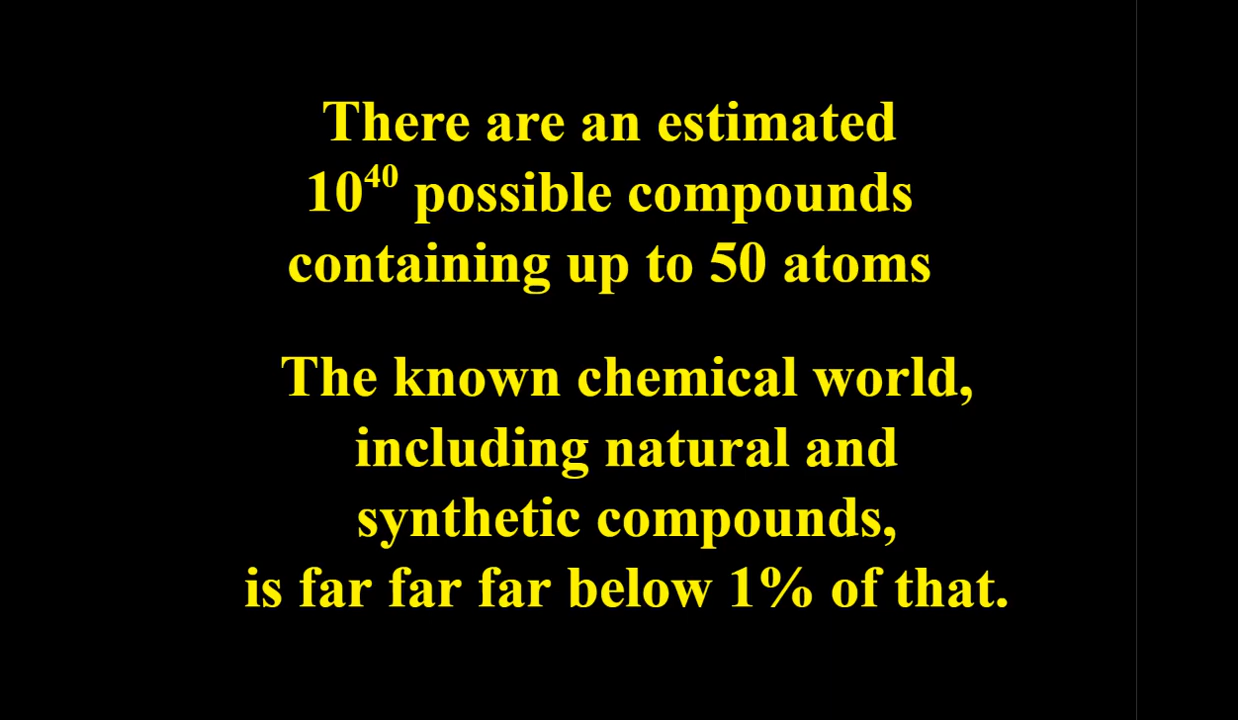 There are an estimated
10⁴⁰ possible compounds
containing up to 50 atoms
The known chemical world,
including natural and
synthetic compounds,
is far far far below 1% of that.